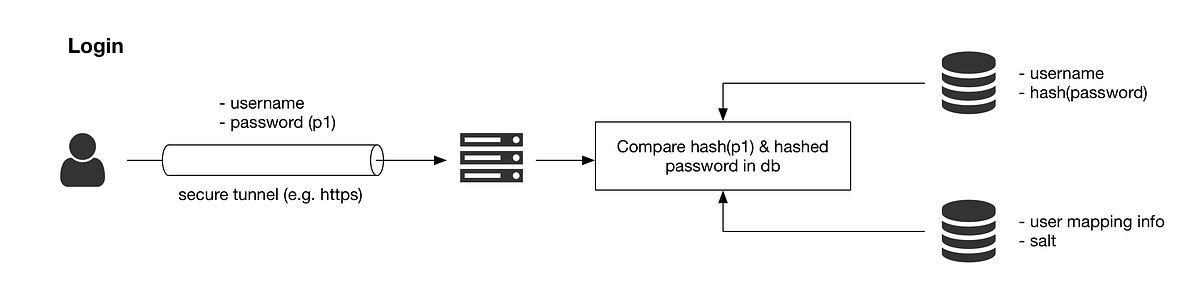 Login
- username
- password (p1)
secure tunnel (e.g. https)
Compare hash(p1) & hashed
password in db
- username
- hash(password)
- user mapping info
- salt